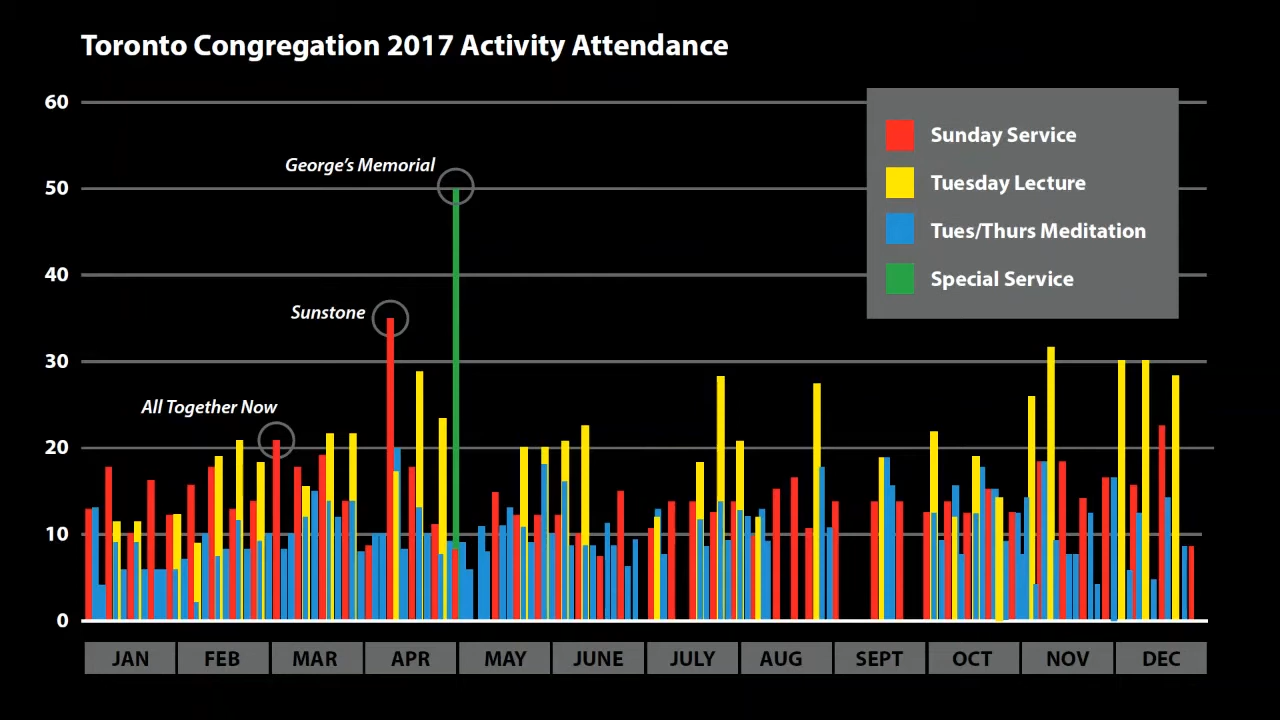 Toronto Congregation 2017 Activity Attendance
60
Sunday Service
George's Memorial
50
Tuesday Lecture
Tues/Thurs Meditation
40
Special Service
Sunstone
30
All Together Now
20
10
0
JAN FEB MAR APR MAY JUNE JULY AUG SEPT OCT NOV DEC